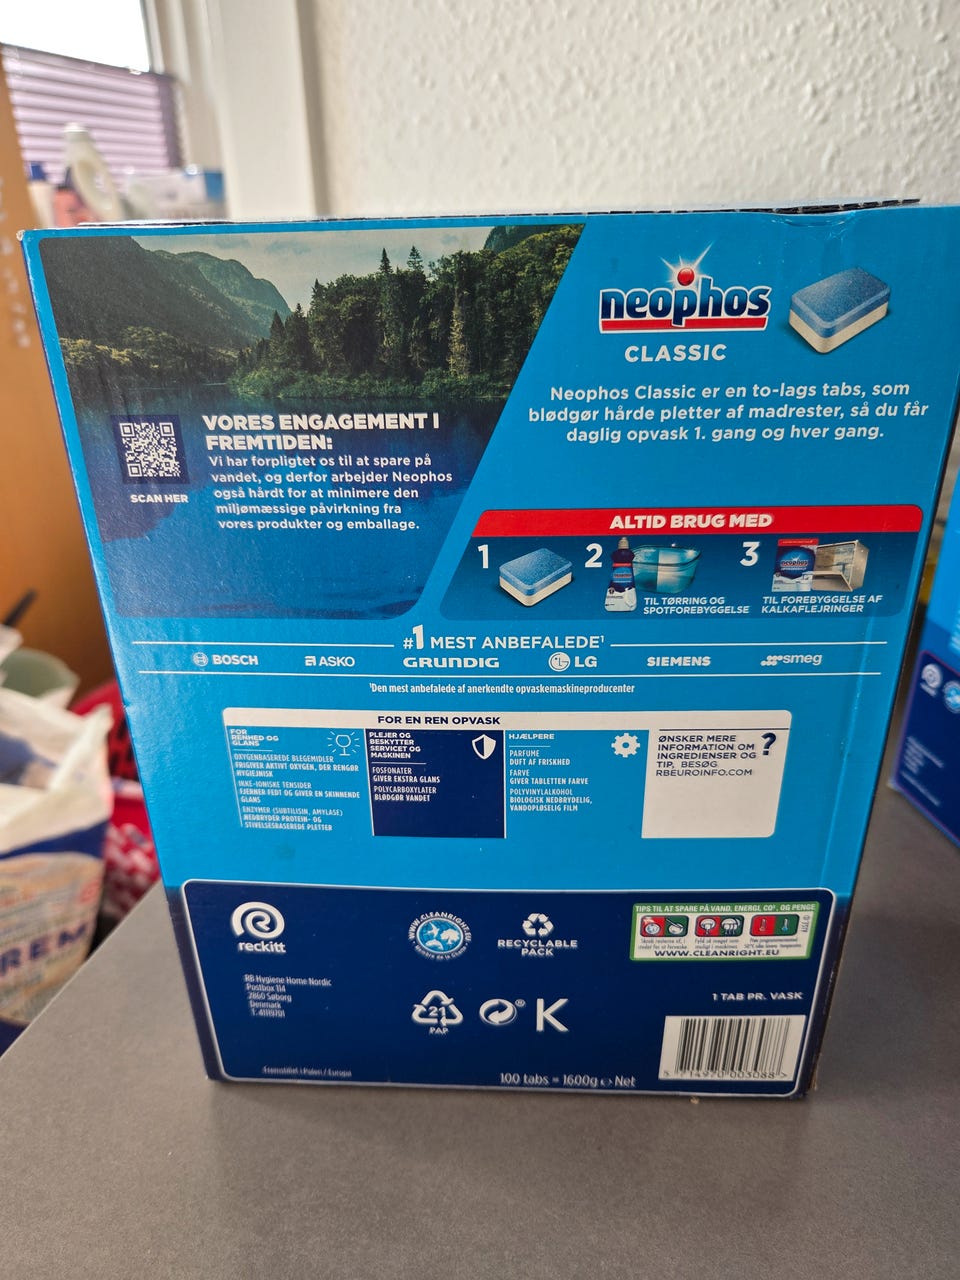 neophos
CLASSIC
Neophos Classic er en to-lags tabs, som
blødgør hårde pletter af madrester, så du får
daglig opvask 1. gang og hver gang.
SCAN HER
VORES ENGAGEMENT I
FREMTIDEN:
Vi har forpligtet os til at spare på
vandet, og derfor arbejder Neophos
også hårdt for at minimere den
miljømæssige påvirkning fra
vores produkter og emballage.
ALTID BRUG MED
1
2
TIL TØRRING OG
SPOTFOREBYGGELSE
3
neophos
TIL FOREBYGGELSE AF
KALKAFLEJRINGER
#1 MEST ANBEFALEDE¹
BOSCH ASKO GRUNDIG LG SIEMENS smeg
¹Den mest anbefalede af anerkendte opvaskemaskineproducenter
FOR EN REN OPVASK
FOR
RENHED OG
GLANS
OXYGENBASEREDE BLEGEMIDLER
FRIGIVER AKTIVT OXYGEN, DER RENGØR
HYGIEJNISK
IKKE-IONISKE TENSIDER
FJERNER FEDT OG GIVER EN SKINNENDE
GLANS
ENZYMER (SUBTILISIN, AMYLASE)
NEDBRYDER PROTEIN- OG
STIVELSESBASEREDE PLETTER
PLEJER OG
BESKYTTER
SERVICET OG
MASKINEN
FOSFONATER
GIVER EKSTRA GLANS
POLYCARBOXYLATER
BLØDGØR VANDET
HJÆLPERE
PARFUME
DUFT AF FRISKHED
FARVE
GIVER TABLETTEN FARVE
POLYVINYLALKOHOL
BIOLOGISK NEDBRYDELIG,
VANDOPLØSELIG FILM
ØNSKER MERE
INFORMATION OM
INGREDIENSER OG
TIP, BESØG
RBEUROINFO.COM
?
reckitt
RB Hygiene Home Nordic
Postbox 114
2860 Søborg
Denmark
WWW.CLEANRIGHT.EU
RECYCLABLE
PACK
TIPS TIL AT SPARE PÅ VAND, ENERGI, CO², OG PENGE
WWW.CLEANRIGHT.EU
21
PAP
K
1 TAB PR. VASK
Fremstillet i Polen / Europa
100 tabs = 1600g e Net